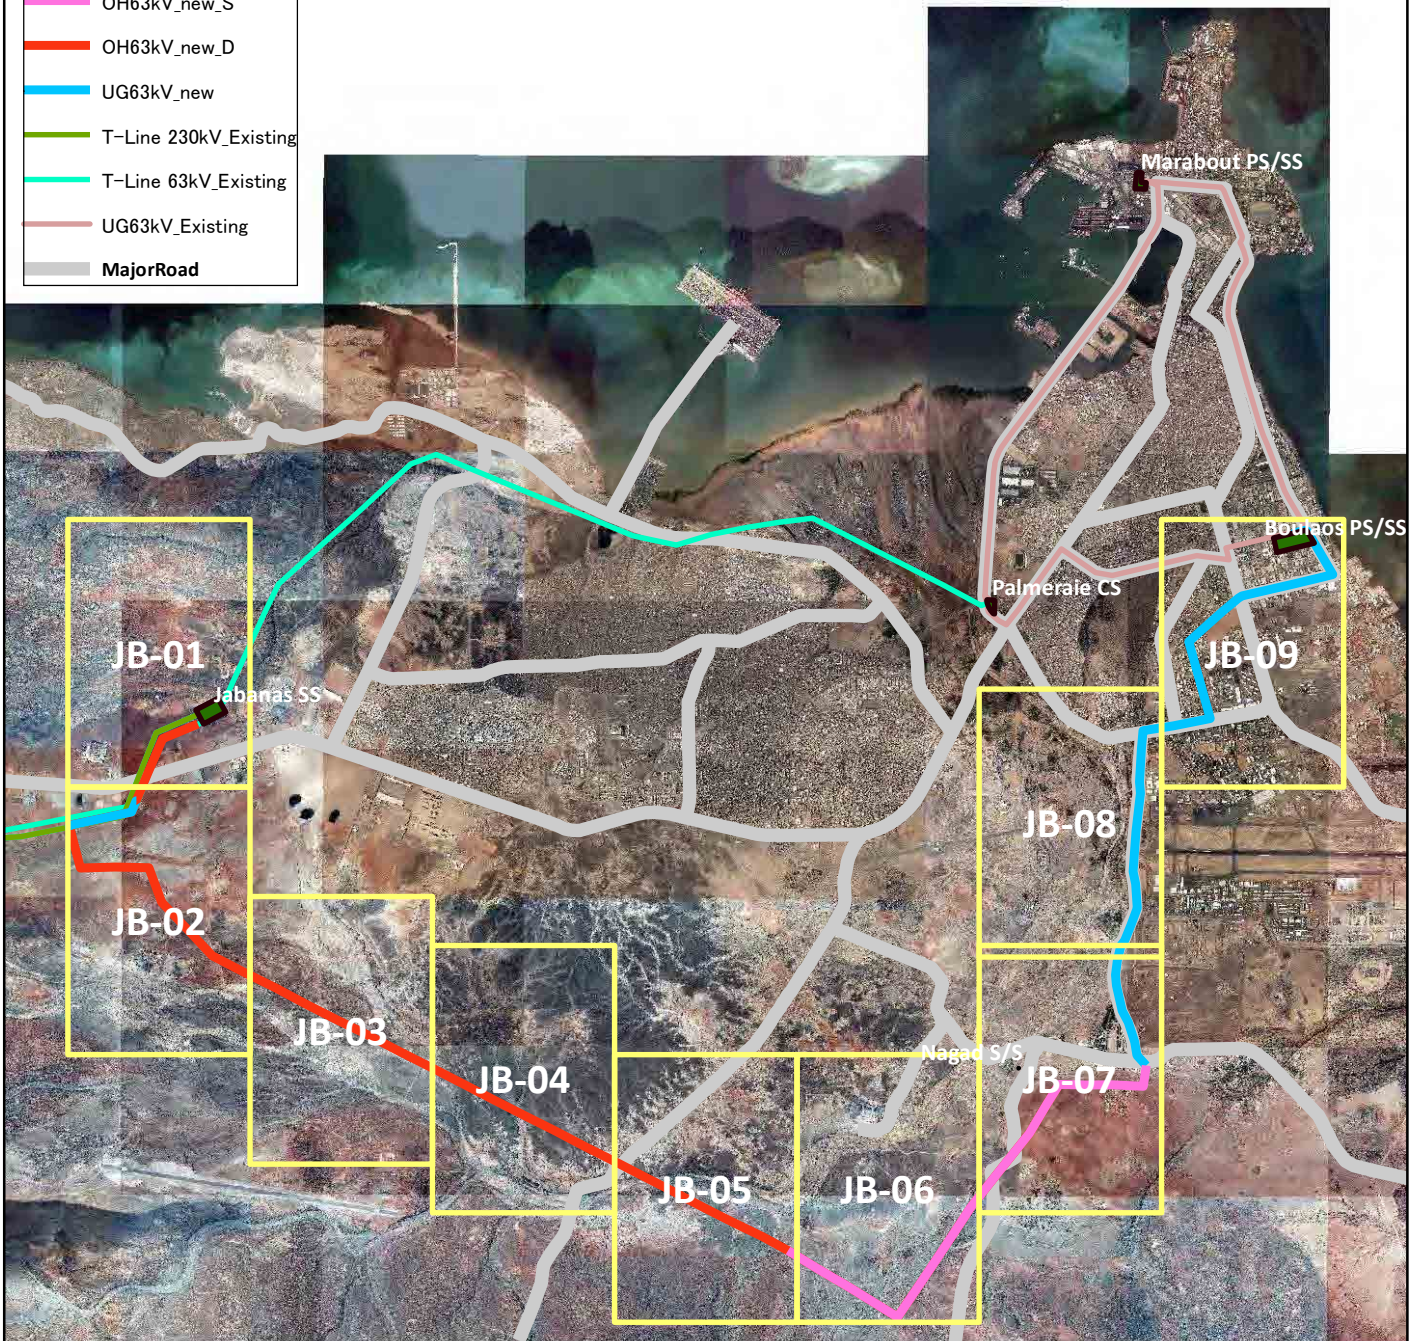 OH63kV_new_S
OH63kV_new_D
UG63kV_new
T-Line 230kV_Existing
T-Line 63kV_Existing
UG63kV_Existing
MajorRoad
Marabout PS/SS
Boulaos PS/SS
Palmeraie CS
JB-01
JB-09
Jabanas SS
JB-08
JB-02
JB-03
Nagad S/S
JB-04
JB-07
JB-05
JB-06